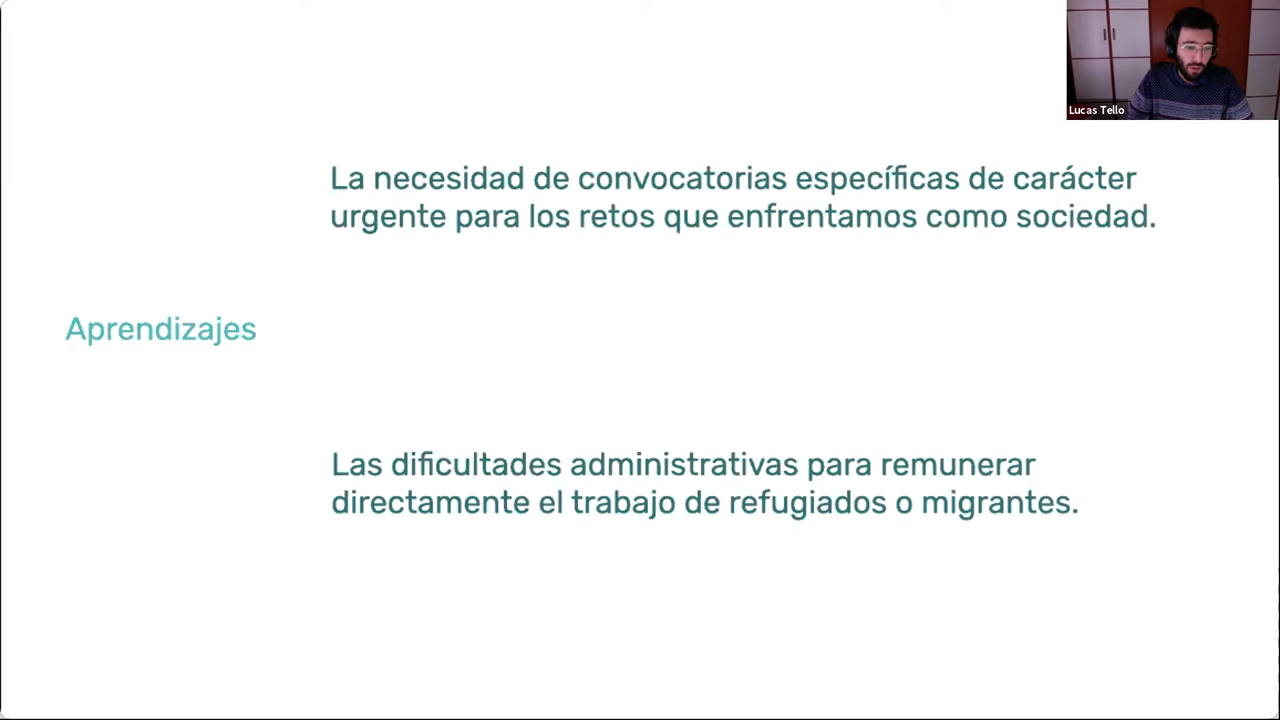 Lucas Tello
La necesidad de convocatorias específicas de carácter
urgente para los retos que enfrentamos como sociedad.
Aprendizajes
Las dificultades administrativas para remunerar
directamente el trabajo de refugiados o migrantes.